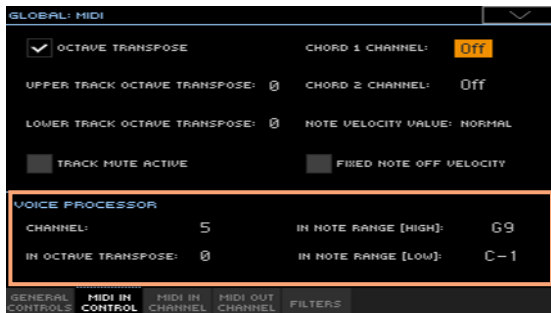 GLOBAL: MIDI
OCTAVE TRANSPOSE CHORD 1 CHANNEL: Off
UPPER TRACK OCTAVE TRANSPOSE: 0 CHORD 2 CHANNEL: Off
LOWER TRACK OCTAVE TRANSPOSE: 0 NOTE VELOCITY VALUE: NORMAL
TRACK MUTE ACTIVE FIXED NOTE OFF VELOCITY
VOICE PROCESSOR
CHANNEL: 5 IN NOTE RANGE [HIGH]: G9
IN OCTAVE TRANSPOSE: 0 IN NOTE RANGE [LOW]: C-1
GENERAL CONTROLS
MIDI IN CONTROL
MIDI IN CHANNEL
MIDI OUT CHANNEL
FILTERS